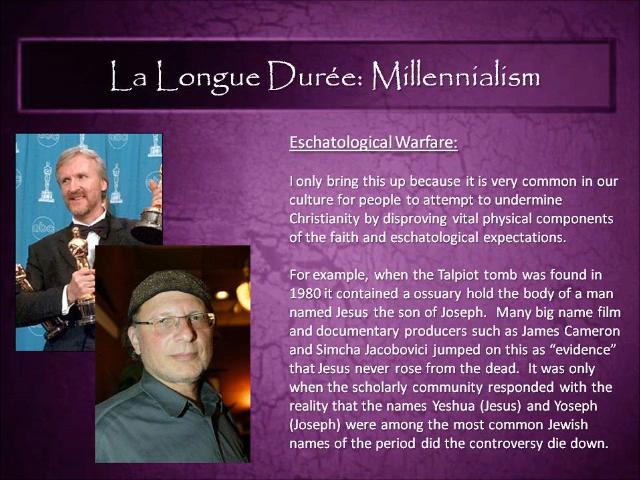 La Longue Durée: Millennialism
Eschatological Warfare:
I only bring this up because it is very common in our
culture for people to attempt to undermine
Christianity by disproving vital physical components
of the faith and eschatological expectations.
For example, when the Talpiot tomb was found in
1980 it contained a ossuary hold the body of a man
named Jesus the son of Joseph.  Many big name film
and documentary producers such as James Cameron
and Simcha Jacobovici jumped on this as “evidence”
that Jesus never rose from the dead.  It was only
when the scholarly community responded with the
reality that the names Yeshua (Jesus) and Yoseph
(Joseph) were among the most common Jewish
names of the period did the controversy die down.
abc
abc